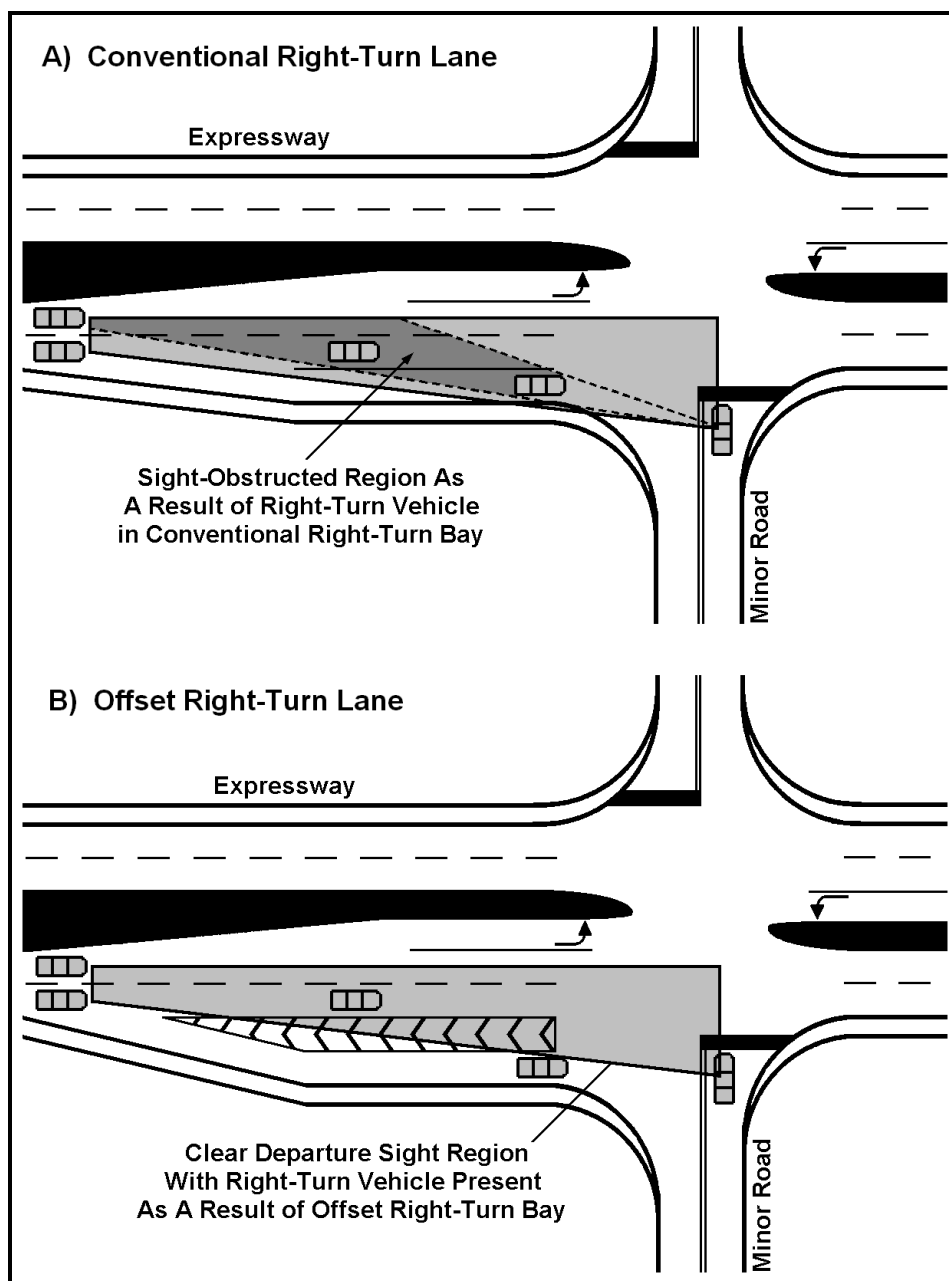 A) Conventional Right-Turn Lane
Expressway
Sight-Obstructed Region As
A Result of Right-Turn Vehicle
in Conventional Right-Turn Bay
Minor Road
B) Offset Right-Turn Lane
Expressway
Clear Departure Sight Region
With Right-Turn Vehicle Present
As A Result of Offset Right-Turn Bay
Minor Road